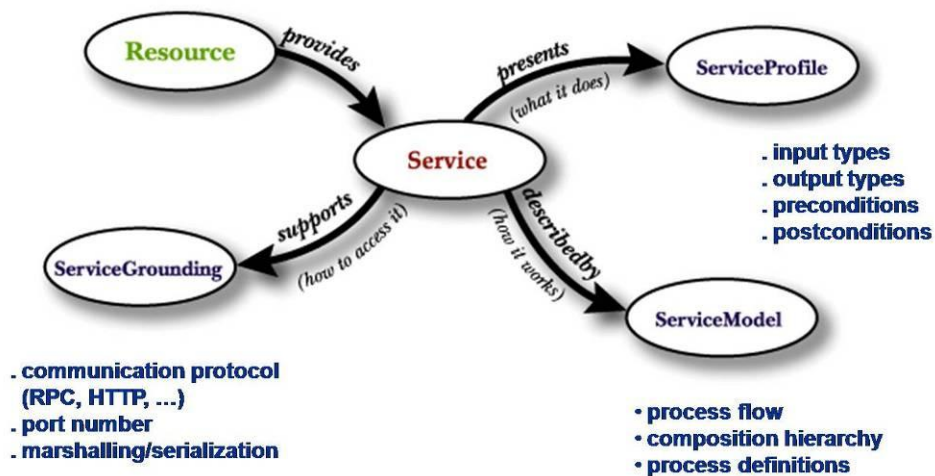 Resource
provides
presents
(what it does)
ServiceProfile
Service
. input types
. output types
. preconditions
. postconditions
supports
(how to access it)
describedby
(how it works)
ServiceGrounding
ServiceModel
. communication protocol
(RPC, HTTP, ...)
. port number
. marshalling/serialization
• process flow
• composition hierarchy
• process definitions